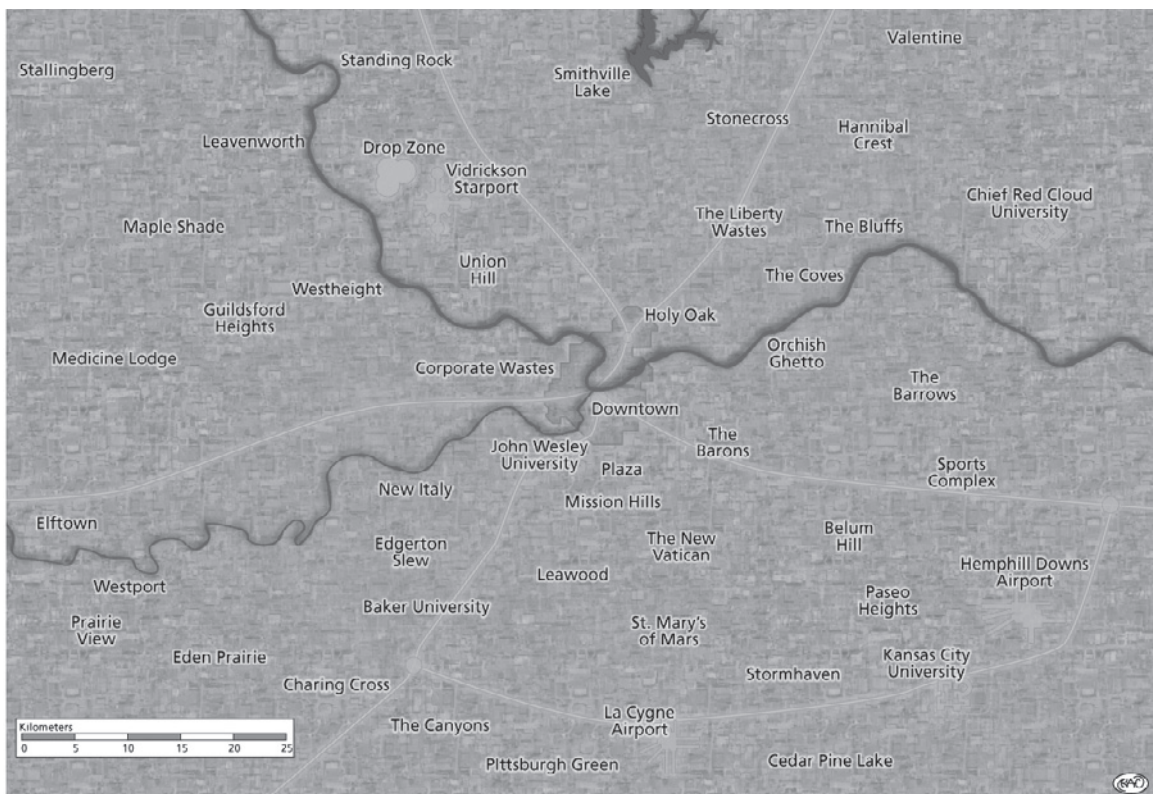 Valentine
Standing Rock
Stallingberg
Smithville
Lake
Stonecross
Hannibal
Crest
Leavenworth
Drop Zone
Vidrickson
Starport
Chief Red Cloud
University
The Liberty
Wastes
Maple Shade
The Bluffs
Union
Hill
The Coves
Westheight
Guildsford
Heights
Holy Oak
Orchish
Ghetto
Medicine Lodge
Corporate Wastes
The
Barrows
Downtown
The
Barons
John Wesley
University
Plaza
Sports
Complex
New Italy
Mission Hills
Elftown
Belum
Hill
The New
Vatican
Edgerton
Slew
Hemphill Downs
Airport
Leawood
Westport
Paseo
Heights
Baker University
Prairie
View
St. Mary's
of Mars
Eden Prairie
Kansas City
University
Stormhaven
Charing Cross
La Cygne
Airport
The Canyons
Kilometers
0 5 10 15 20 25
PIttsburgh Green
Cedar Pine Lake